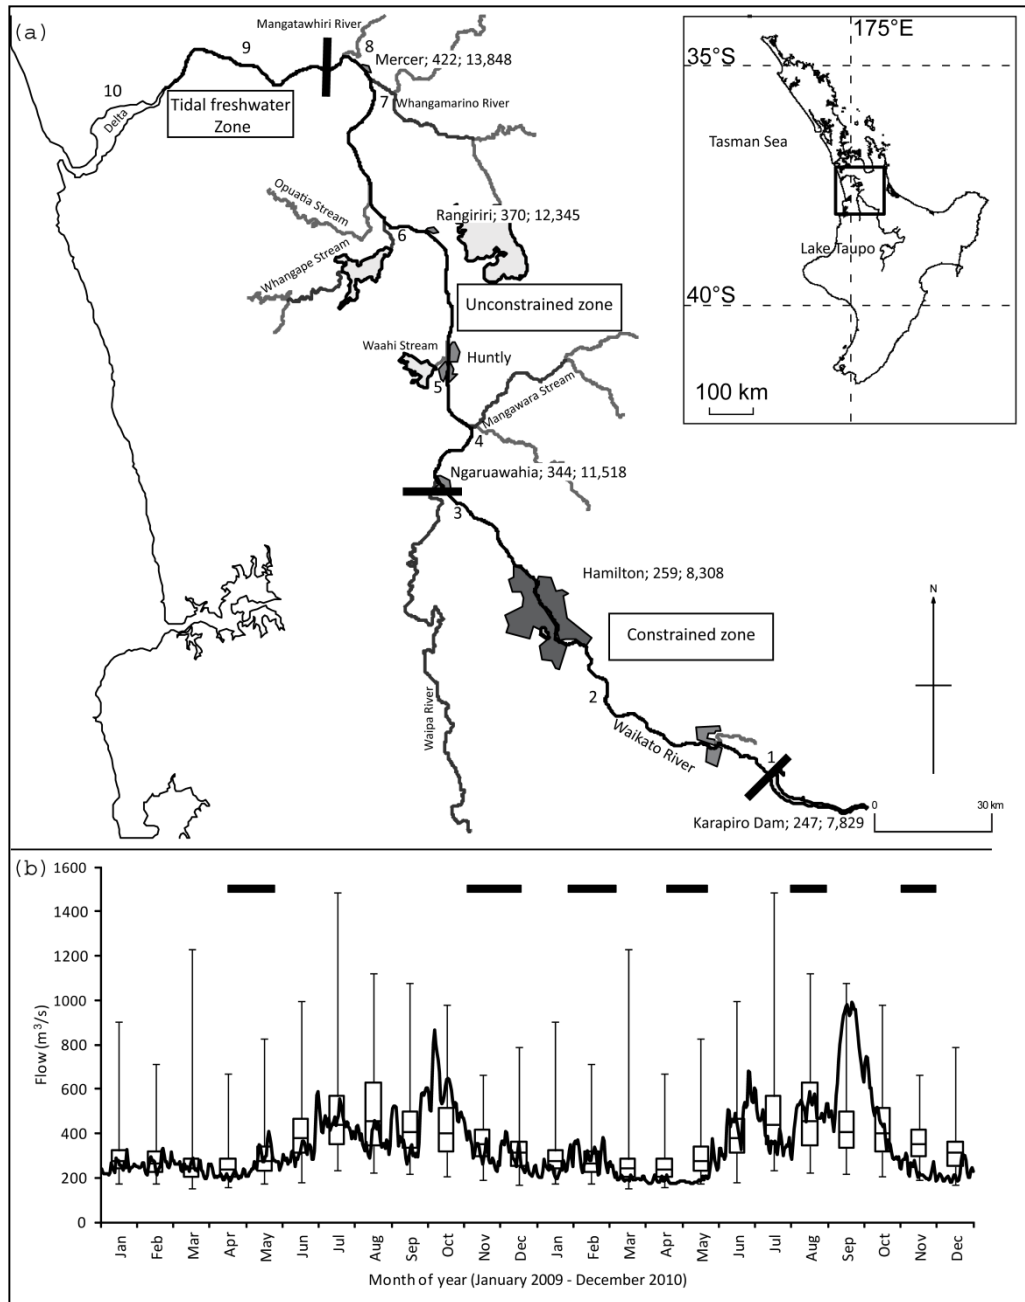 (a)
Mangatawhiri River
9
8
Mercer; 422; 13,848
10
Delta
Tidal freshwater
Zone
7
Whangamarino River
Opuatia Stream
Rangiriri; 370; 12,345
6
Whangape Stream
Unconstrained zone
Waahi Stream
Huntly
5
Mangawara Stream
4
Ngaruawahia; 344; 11,518
3
Hamilton; 259; 8,308
Constrained zone
2
Waipa River
Waikato River
1
Karapiro Dam; 247; 7,829
N
0
30 km
175°E
35°S
Tasman Sea
Lake Taupo
40°S
100 km
(b)
1600
1400
1200
1000
800
600
400
200
0
Flow (m³/s)
Jan
Feb
Mar
Apr
May
Jun
Jul
Aug
Sep
Oct
Nov
Dec
Jan
Feb
Mar
Apr
May
Jun
Jul
Aug
Sep
Oct
Nov
Dec
Month of year (January 2009 - December 2010)